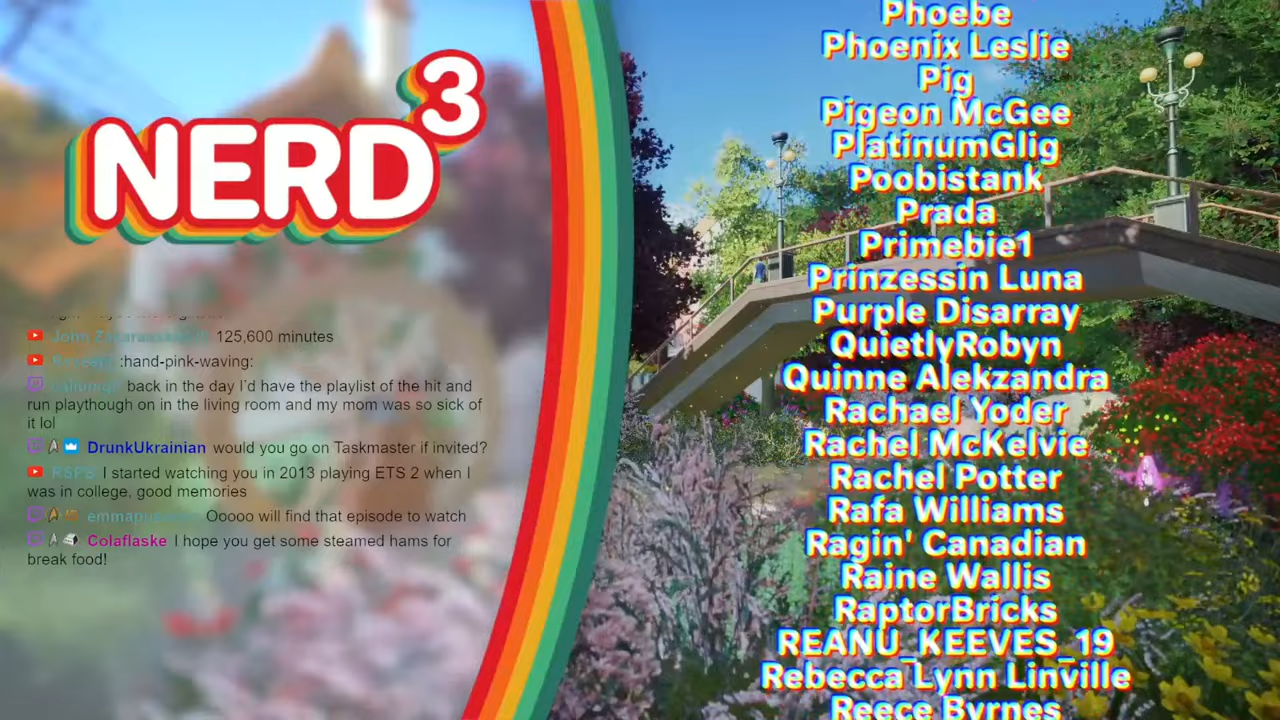 NERD³
125,600 minutes
:hand-pink-waving:
back in the day I'd have the playlist of the hit and
run playthough on in the living room and my mom was so sick of
it lol
DrunkUkrainian would you go on Taskmaster if invited?
RSPS I started watching you in 2013 playing ETS 2 when I
was in college, good memories
Ooooo will find that episode to watch
Colaflaske I hope you get some steamed hams for
break food!
Phoebe
Phoenix Leslie
Pig
Pigeon McGee
PlatinumGlig
Poobistank
Prada
Primebie1
Prinzessin Luna
Purple Disarray
QuietlyRobyn
Quinne Alekzandra
Rachael Yoder
Rachel McKelvie
Rachel Potter
Rafa Williams
Ragin' Canadian
Raine Wallis
RaptorBricks
REANU_KEEVES_19
Rebecca Lynn Linville
Reece Byrnes